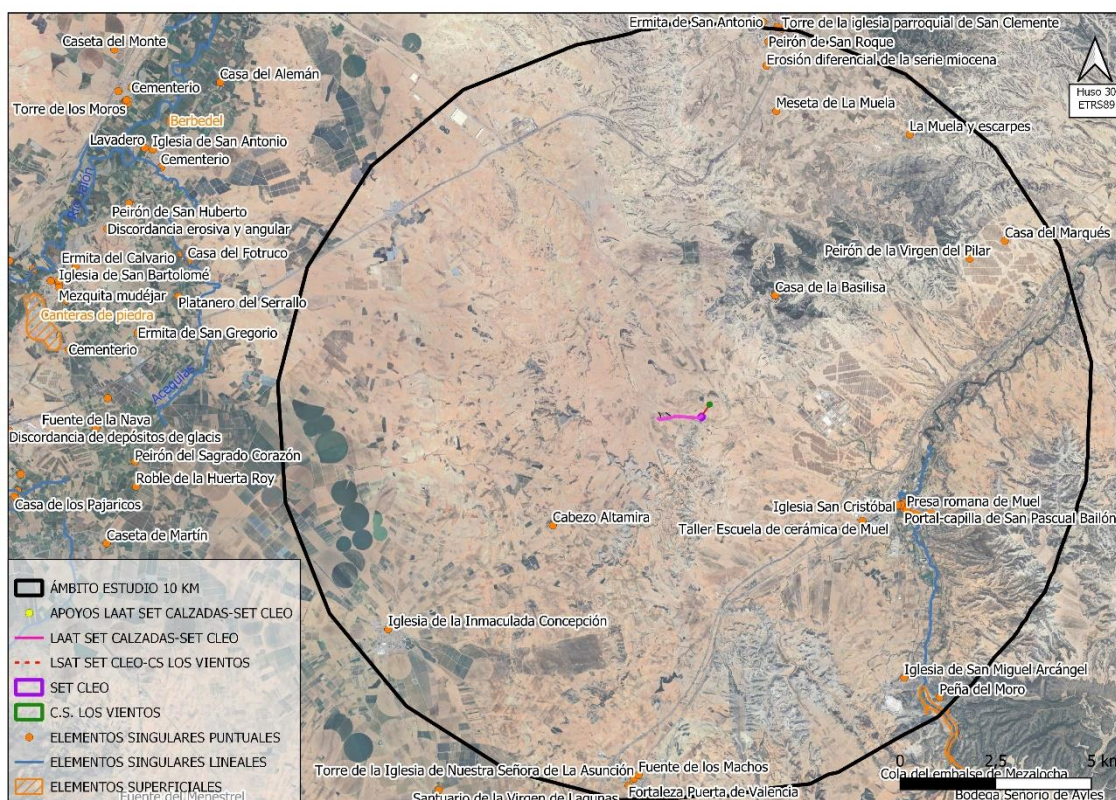 Ermita de San Antonio
Torre de la iglesia parroquial de San Clemente
Caseta del Monte
Peirón de San Roque
Erosión diferencial de la serie miocena
Casa del Alemán
Cementerio
Huso 30
ETRS89
Torre de los Moros
Meseta de La Muela
Berbedel
La Muela y escarpes
Lavadero
Iglesia de San Antonio
Cementerio
Peirón de San Huberto
Discordancia erosiva y angular
Casa del Marqués
Ermita del Calvario
Casa del Fotruco
Peirón de la Virgen del Pilar
Iglesia de San Bartolomé
Mezquita mudéjar
Platanero del Serrallo
Casa de la Basilisa
Canteras de piedra
Ermita de San Gregorio
Cementerio
Acequias
Fuente de la Nava
Discordancia de depósitos de glacis
Peirón del Sagrado Corazón
Roble de la Huerta Roy
Casa de los Pajaricos
Iglesia San Cristóbal
Presa romana de Muel
Portal-capilla de San Pascual Bailón
Cabezo Altamira
Taller Escuela de cerámica de Muel
Caseta de Martín
ÁMBITO ESTUDIO 10 KM
APOYOS LAAT SET CALZADAS-SET CLEO
LAAT SET CALZADAS-SET CLEO
LSAT SET CLEO-CS LOS VIENTOS
SET CLEO
C.S. LOS VIENTOS
ELEMENTOS SINGULARES PUNTUALES
ELEMENTOS SINGULARES LINEALES
ELEMENTOS SUPERFICIALES
Iglesia de la Inmaculada Concepción
Iglesia de San Miguel Arcángel
Peña del Moro
0 2,5 5 km
Torre de la Iglesia de Nuestra Señora de La Asunción
Fuente de los Machos
Cola del embalse de Mezalocha
Fuente del Menestrel
Santuario de la Virgen de Lagunas
Fortaleza Puerta de Valencia
Bodega Señorio de Ayles